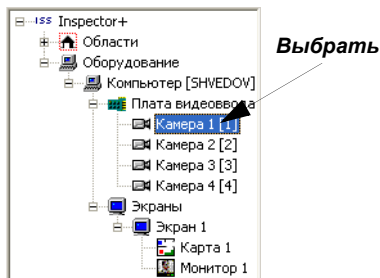 ISS Inspector+
Области
Выбрать
Оборудование
Компьютер [SHVEDOV]
Плата видеоввода
Камера 1 [1]
Камера 2 [2]
Камера 3 [3]
Камера 4 [4]
Экраны
Экран 1
Карта 1
Монитор 1